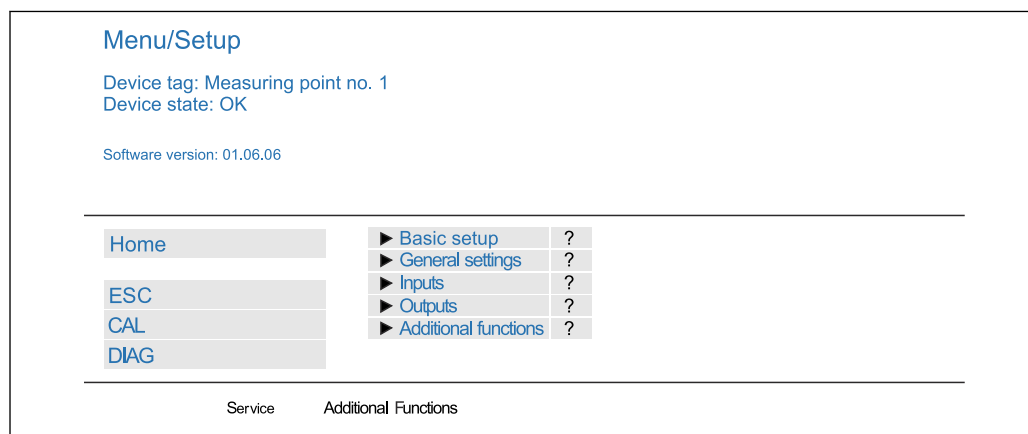 Menu/Setup
Device tag: Measuring point no. 1
Device state: OK
Software version: 01.06.06
Home
ESC
CAL
DIAG
► Basic setup ?
► General settings ?
► Inputs ?
► Outputs ?
► Additional functions ?
Service Additional Functions